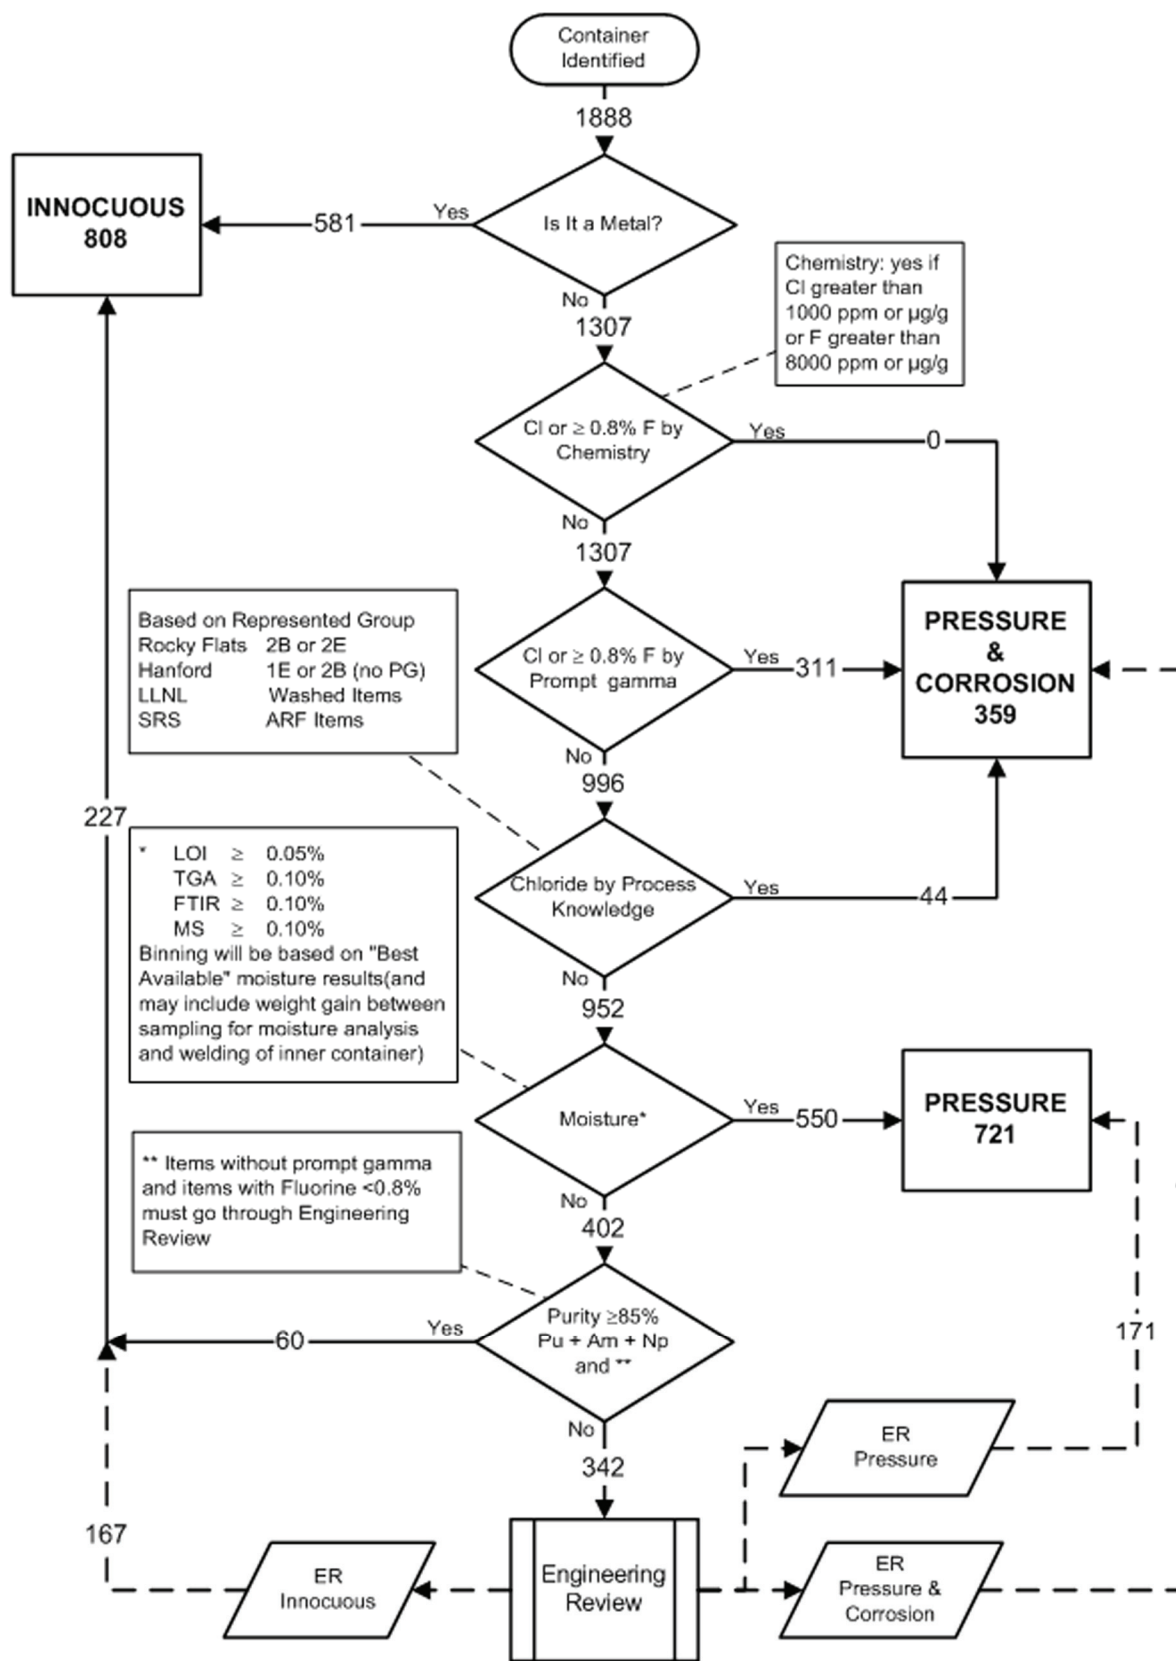 Container
Identified
1888
INNOCUOUS
808
581
Yes
Is It a Metal?
No
1307
Chemistry: yes if
Cl greater than
1000 ppm or µg/g
or F greater than
8000 ppm or µg/g
Cl or ≥ 0.8% F by
Chemistry
Yes
0
No
1307
Based on Represented Group
Rocky Flats 2B or 2E
Hanford 1E or 2B (no PG)
LLNL Washed Items
SRS ARF Items
Cl or ≥ 0.8% F by
Prompt gamma
Yes
311
PRESSURE
&
CORROSION
359
No
996
227
* LOI ≥ 0.05%
TGA ≥ 0.10%
FTIR ≥ 0.10%
MS ≥ 0.10%
Binning will be based on "Best
Available" moisture results(and
may include weight gain between
sampling for moisture analysis
and welding of inner container)
Chloride by Process
Knowledge
Yes
44
No
952
Moisture*
Yes
550
PRESSURE
721
** Items without prompt gamma
and items with Fluorine <0.8%
must go through Engineering
Review
No
402
Purity ≥85%
Pu + Am + Np
and **
Yes
60
171
No
342
ER
Pressure
167
ER
Innocuous
Engineering
Review
ER
Pressure &
Corrosion